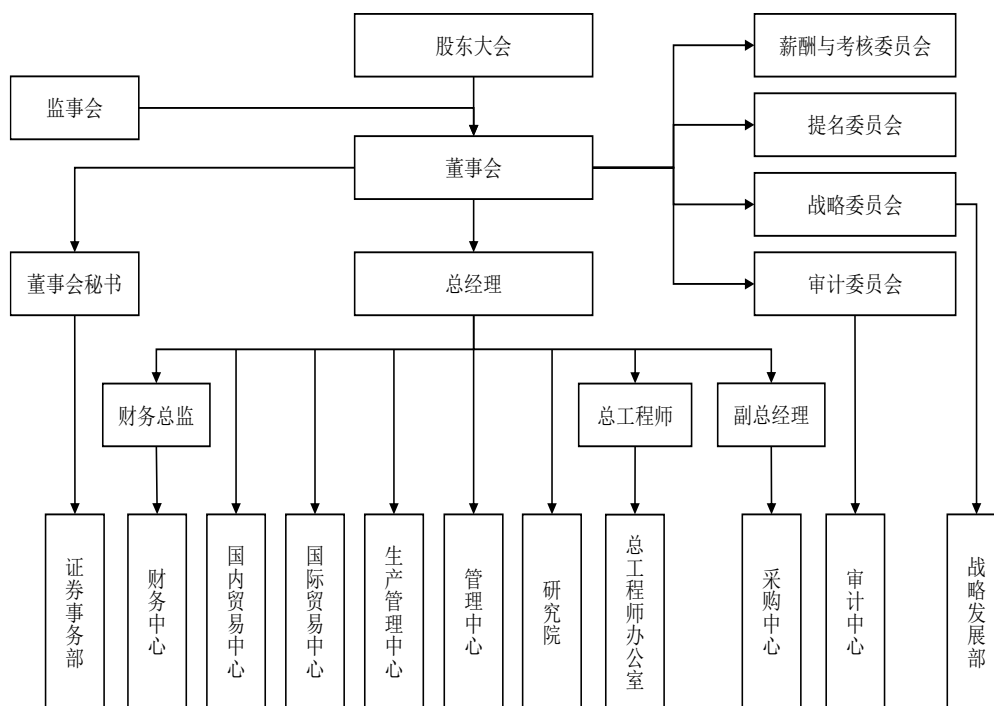 股东大会
薪酬与考核委员会
监事会
提名委员会
董事会
战略委员会
董事会秘书
总经理
审计委员会
财务总监
总工程师
副总经理
证券事务部
财务中心
国内贸易中心
国际贸易中心
生产管理中心
管理中心
研究院
总工程师办公室
采购中心
审计中心
战略发展部